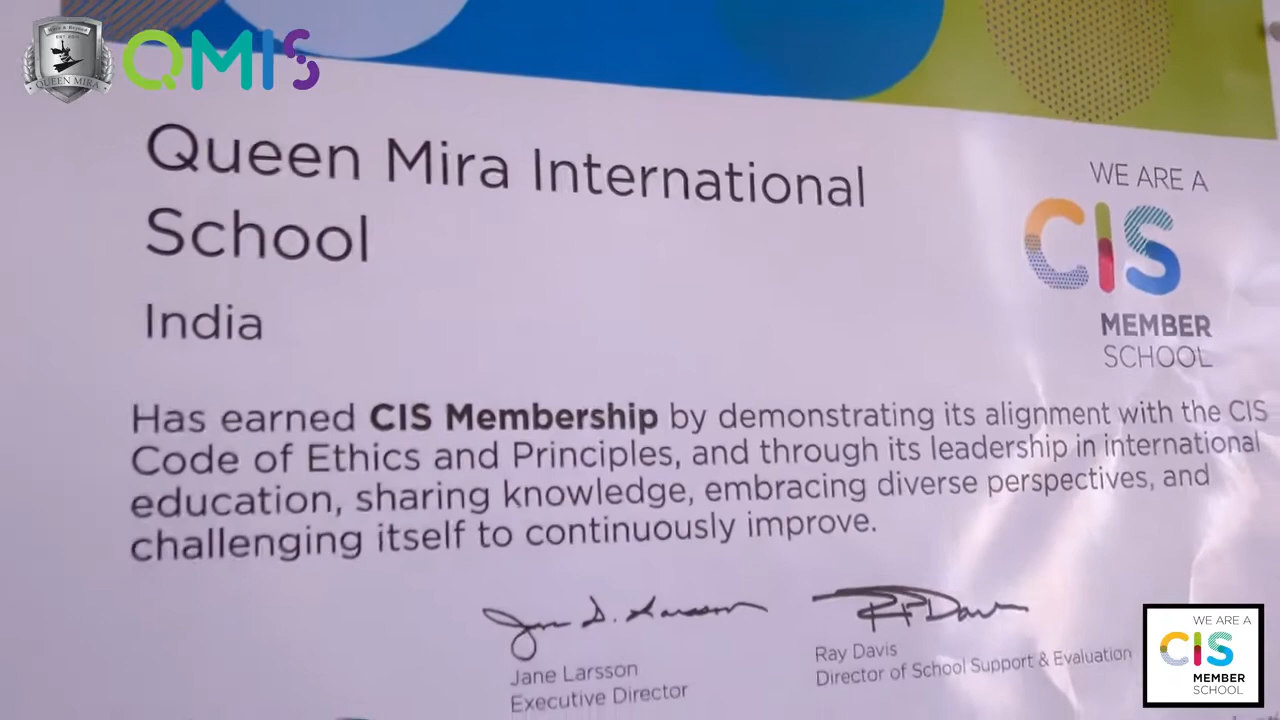 QUEEN MIRA
QMIS
Queen Mira International
School
India
WE ARE A
CIS
MEMBER
SCHOOL
Has earned CIS Membership by demonstrating its alignment with the CIS
Code of Ethics and Principles, and through its leadership in international
education, sharing knowledge, embracing diverse perspectives, and
challenging itself to continuously improve.
Jane Larsson
Executive Director
Ray Davis
Director of School Support & Evaluation
WE ARE A
CIS
MEMBER
SCHOOL